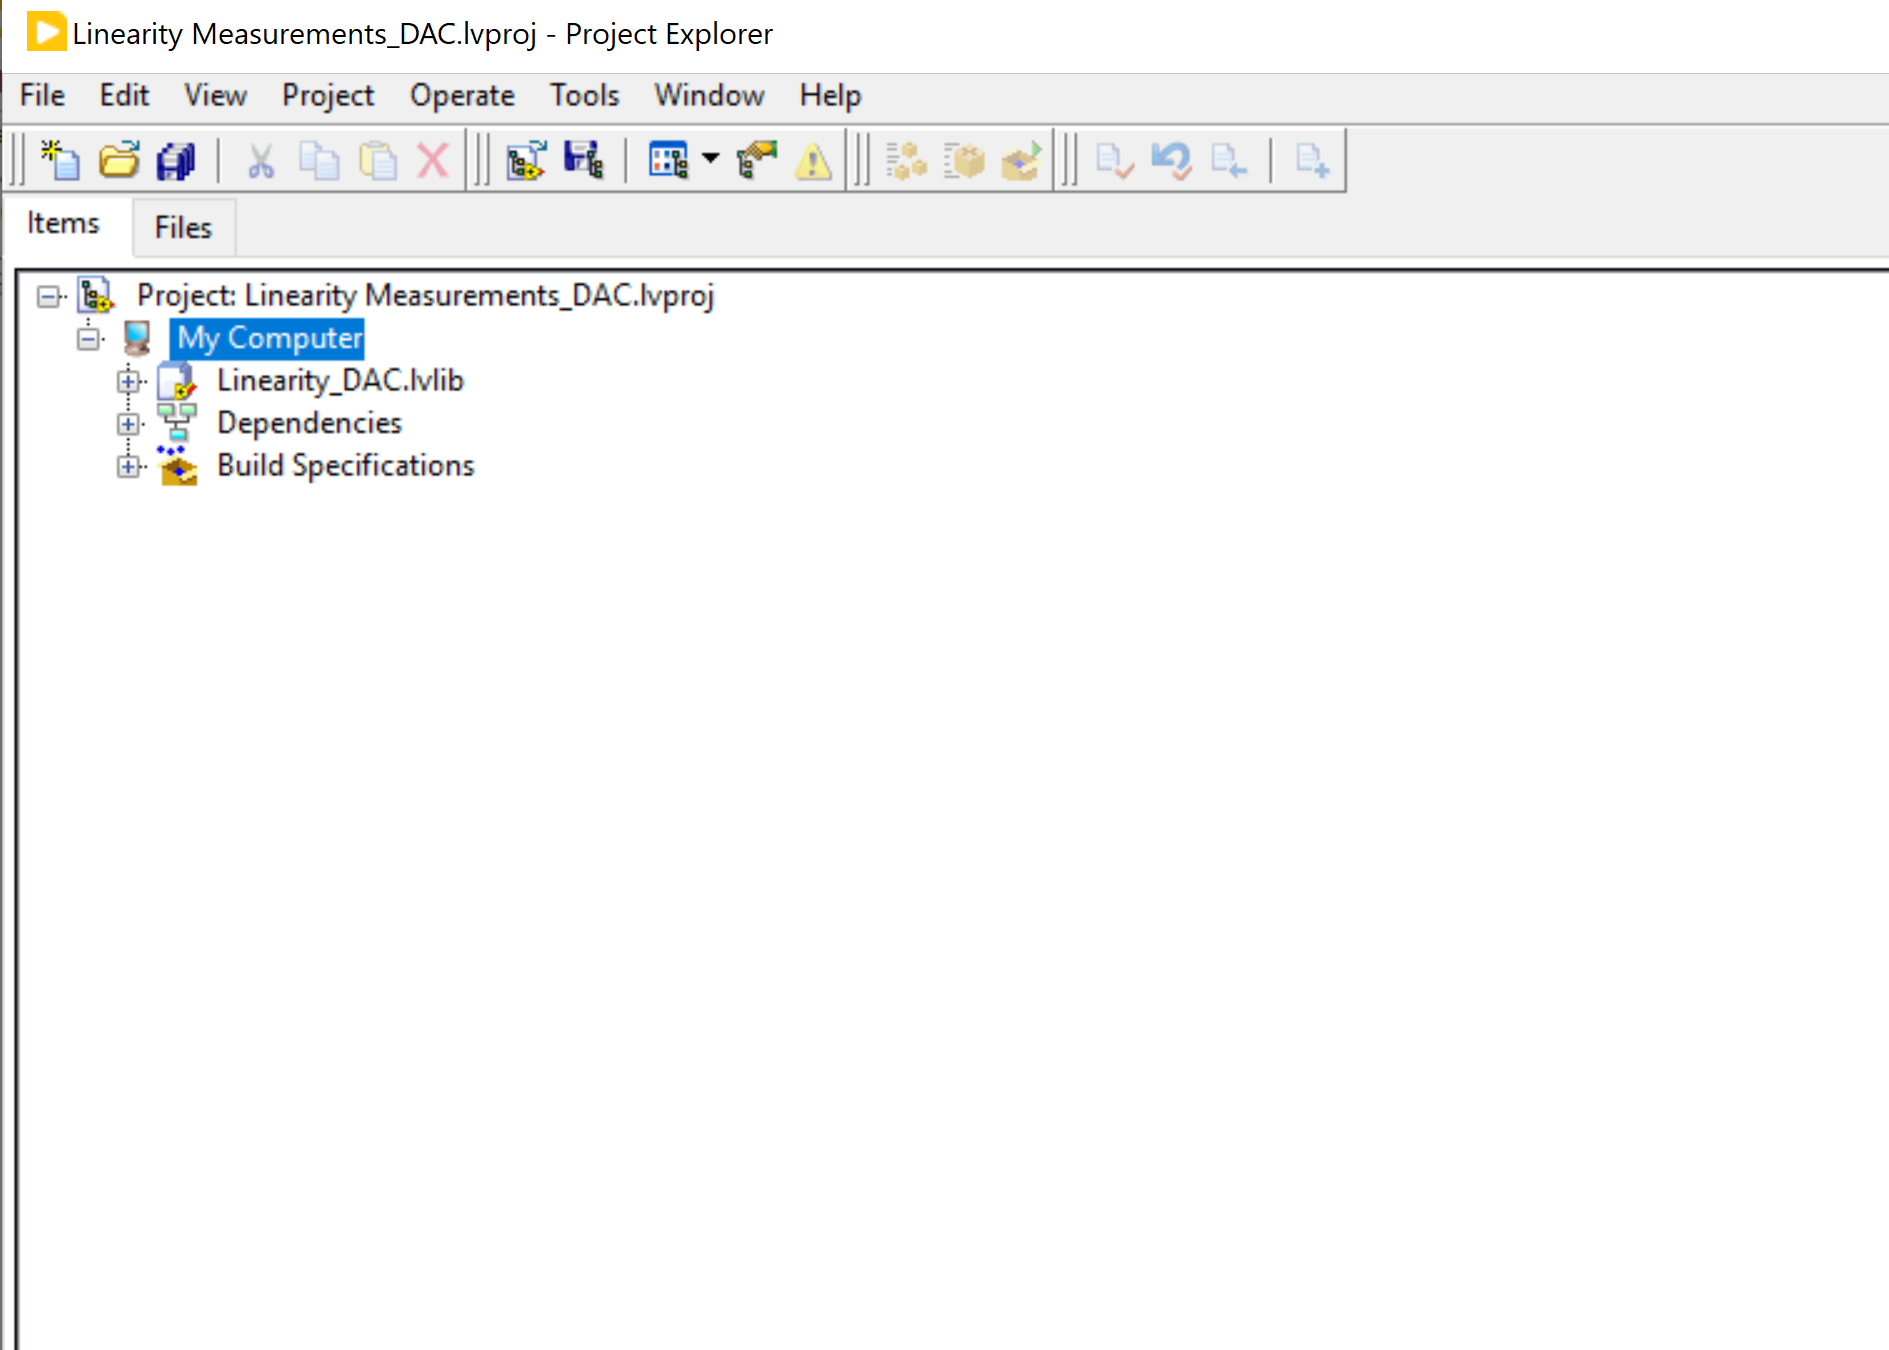 Linearity Measurements_DAC.lvproj - Project Explorer
File Edit View Project Operate Tools Window Help
Items Files
Project: Linearity Measurements_DAC.lvproj
My Computer
Linearity_DAC.lvlib
Dependencies
Build Specifications